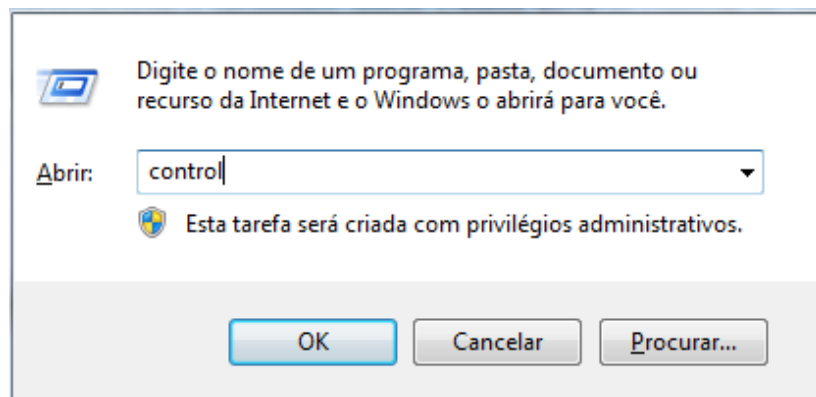 Digite o nome de um programa, pasta, documento ou
recurso da Internet e o Windows o abrirá para você.
Abrir: control
Esta tarefa será criada com privilégios administrativos.
OK Cancelar Procurar...